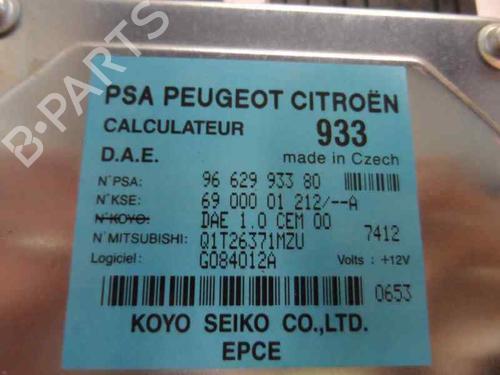 PSA PEUGEOT CITROËN
CALCULATEUR 933
D.A.E. made in Czech
N°PSA: 96 629 933 80
N°KSE: 69 000 01 212/--A
N°KOYO: DAE 1.0 CEM 00
N°MITSUBISHI: Q1T26371MZU 7412
Logiciel: G084012A Volts : +12V
0653
KOYO SEIKO CO.,LTD.
EPCE
B-PARTS